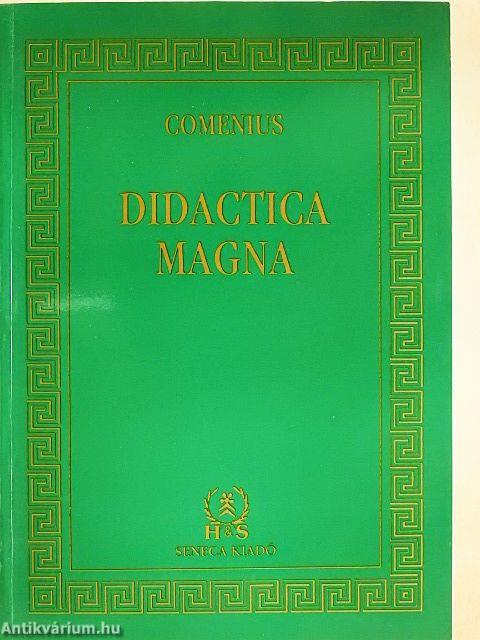 COMENIUS
DIDACTICA
MAGNA
H&S
SENECA KIADÓ
Antikvárium.hu